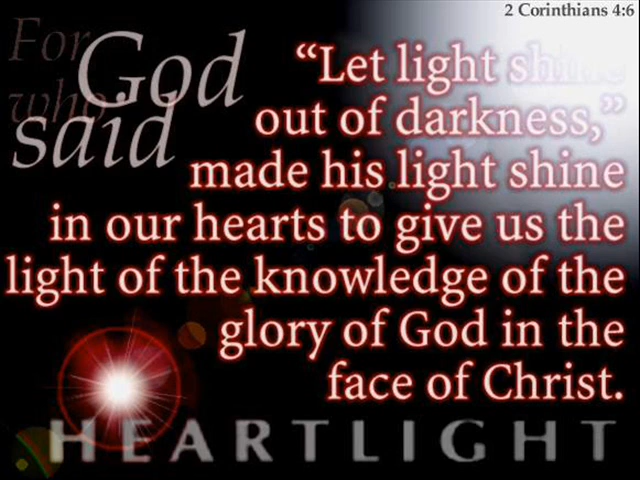 2 Corinthians 4:6
For God
who said
“Let light shine
out of darkness,”
made his light shine
in our hearts to give us the
light of the knowledge of the
glory of God in the
face of Christ.
HEARTLIGHT